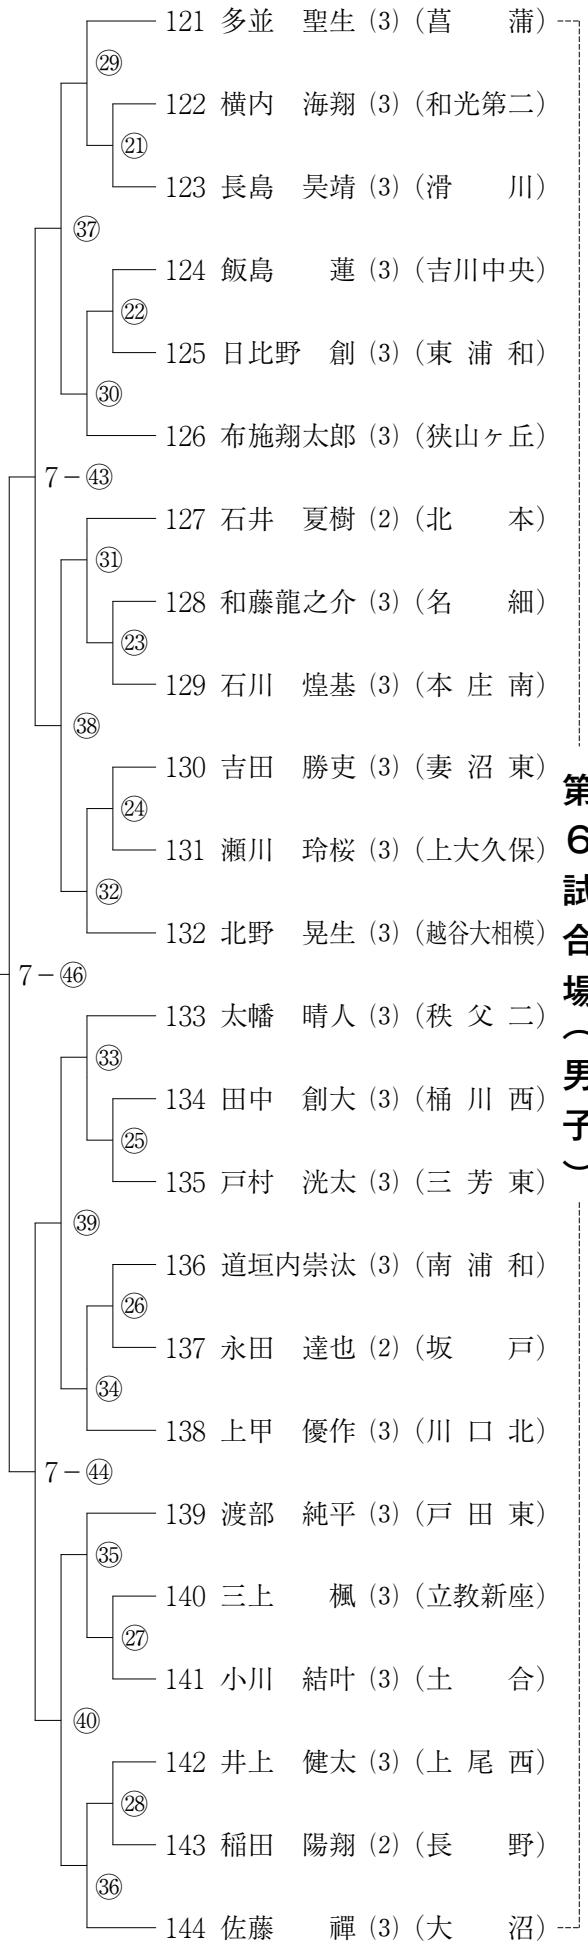 121 多並　聖生 (3) (菖　　蒲)
㉙
122 横内　海翔 (3) (和光第二)
㉑
123 長島　昊靖 (3) (滑　　川)
㊲
124 飯島　　蓮 (3) (吉川中央)
㉒
125 日比野　創 (3) (東 浦 和)
㉚
126 布施翔太郎 (3) (狭山ヶ丘)
7－㊸
127 石井　夏樹 (2) (北　　本)
㉛
128 和藤龍之介 (3) (名　　細)
㉓
129 石川　煌基 (3) (本 庄 南)
㊳
130 吉田　勝吏 (3) (妻 沼 東)
㉔
131 瀬川　玲桜 (3) (上大久保)
㉜
132 北野　晃生 (3) (越谷大相模)
7－㊻
133 太幡　晴人 (3) (秩 父 二)
㉝
134 田中　創大 (3) (桶 川 西)
㉕
135 戸村　洸太 (3) (三 芳 東)
㊴
136 道垣内崇汰 (3) (南 浦 和)
㉖
137 永田　達也 (2) (坂　　戸)
㉞
138 上甲　優作 (3) (川 口 北)
7－㊹
139 渡部　純平 (3) (戸 田 東)
㉟
140 三上　　楓 (3) (立教新座)
㉗
141 小川　結叶 (3) (土　　合)
㊵
142 井上　健太 (3) (上 尾 西)
㉘
143 稲田　陽翔 (2) (長　　野)
㊱
144 佐藤　　禪 (3) (大　　沼)
第６試合場（男子）